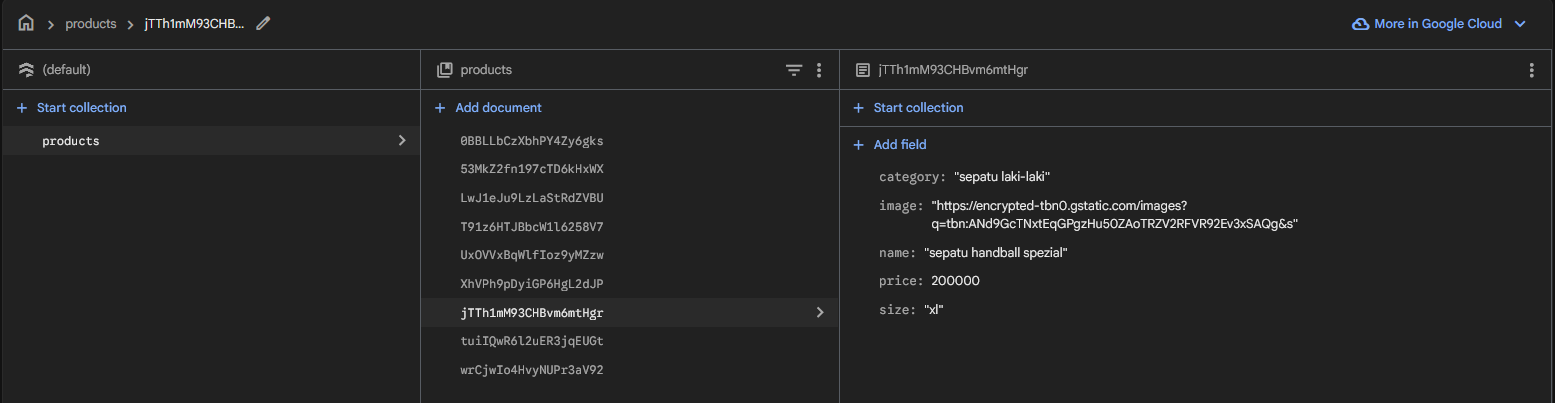 products
jTTh1mM93CHB...
More in Google Cloud
(default)
products
jTTh1mM93CHBvm6mtHgr
+ Start collection
+ Add document
+ Start collection
products
0BBLLbCzXbhPY4Zy6gks
53MkZ2fn197cTD6kHxWX
LwJ1eJu9LzLaStRdZVBU
T91z6HTJBbcW1l6258V7
UxOVVxBqWlfIoz9yMZzw
XhVPh9pDyiGP6HgL2dJP
jTTh1mM93CHBvm6mtHgr
tuiIQwR6l2uER3jqEUGt
wrCjwIo4HvyNUPr3aV92
+ Add field
category: "sepatu laki-laki"
image: "https://encrypted-tbn0.gstatic.com/images?
q=tbn:ANd9GcTNxtEqGPgzHu5OZAoTRZV2RFVR92Ev3xSAQg&s"
name: "sepatu handball spezial"
price: 200000
size: "xl"